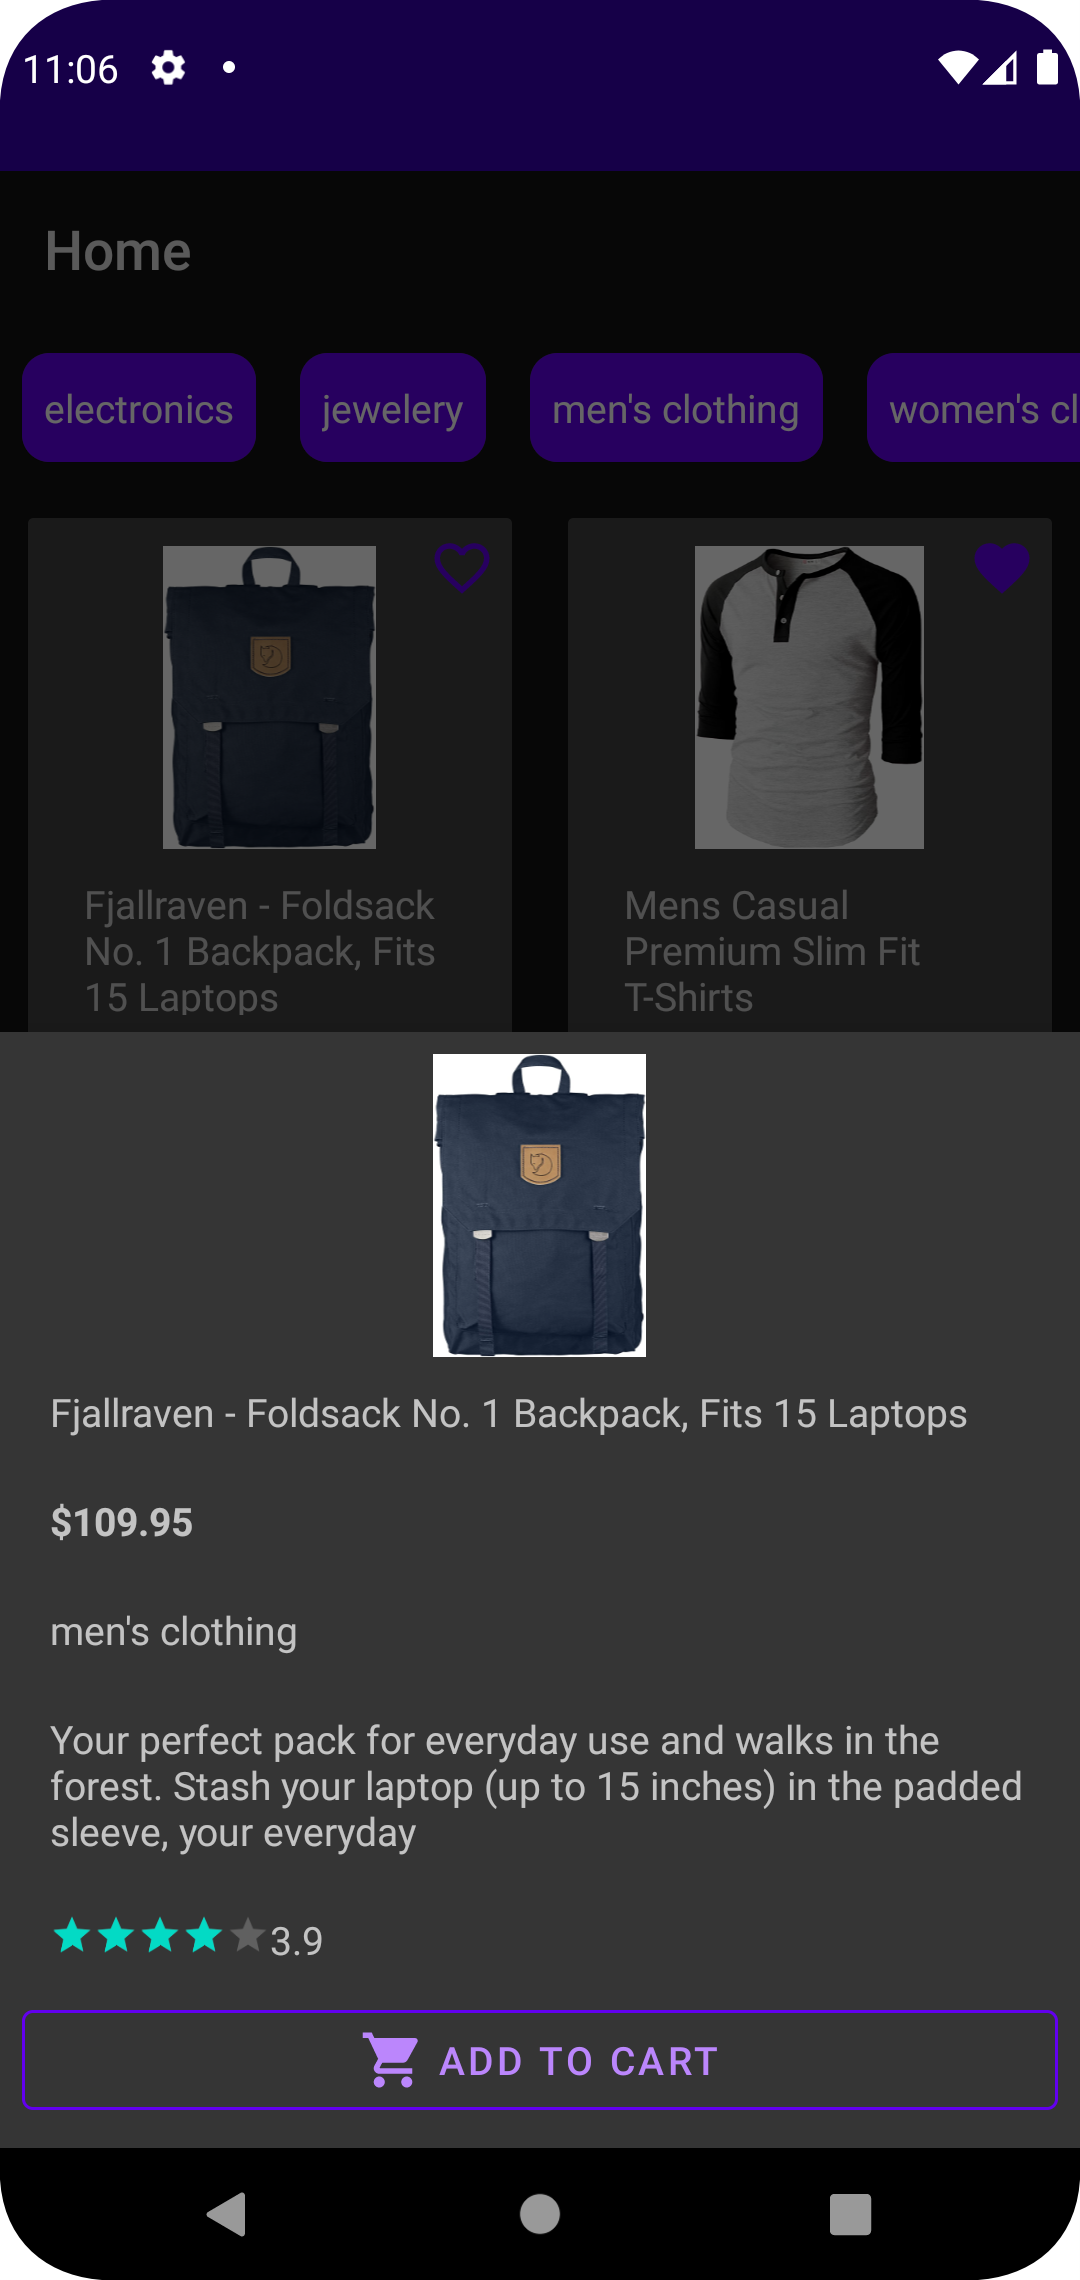 11:06
Home
electronics
jewelery
men's clothing
women's cl
Fjallraven - Foldsack
No. 1 Backpack, Fits
15 Laptops
Mens Casual
Premium Slim Fit
T-Shirts
Fjallraven - Foldsack No. 1 Backpack, Fits 15 Laptops
$109.95
men's clothing
Your perfect pack for everyday use and walks in the
forest. Stash your laptop (up to 15 inches) in the padded
sleeve, your everyday
3.9
ADD TO CART